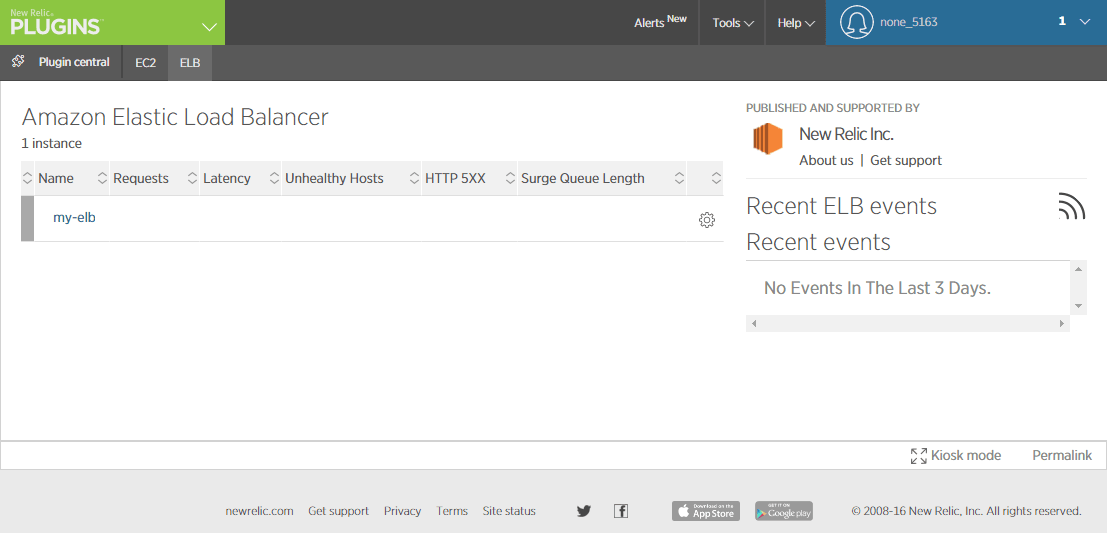 New Relic®
PLUGINS™
Alerts New
Tools
Help
none_5163
1
Plugin central
EC2
ELB
Amazon Elastic Load Balancer
1 instance
Name Requests Latency Unhealthy Hosts HTTP 5XX Surge Queue Length
my-elb
PUBLISHED AND SUPPORTED BY
New Relic Inc.
About us | Get support
Recent ELB events
Recent events
No Events In The Last 3 Days.
Kiosk mode Permalink
newrelic.com Get support Privacy Terms Site status
Download on the
App Store
GET IT ON
Google play
© 2008-16 New Relic, Inc. All rights reserved.